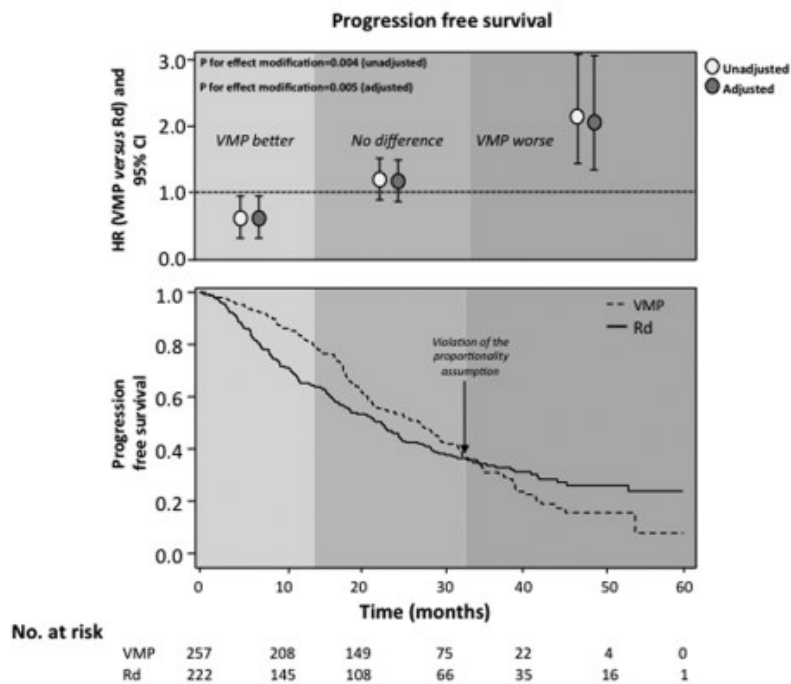 Progression free survival
HR (VMP versus Rd) and
95% CI
3.0
2.0
1.0
0.0
P for effect modification=0.004 (unadjusted)
P for effect modification=0.005 (adjusted)
VMP better
No difference
VMP worse
Unadjusted
Adjusted
Progression
free survival
1.0
0.8
0.6
0.4
0.2
0.0
VMP
Rd
Violation of the
proportionality
assumption
0 10 20 30 40 50 60
Time (months)
No. at risk
VMP 257 208 149 75 22 4 0
Rd 222 145 108 66 35 16 1